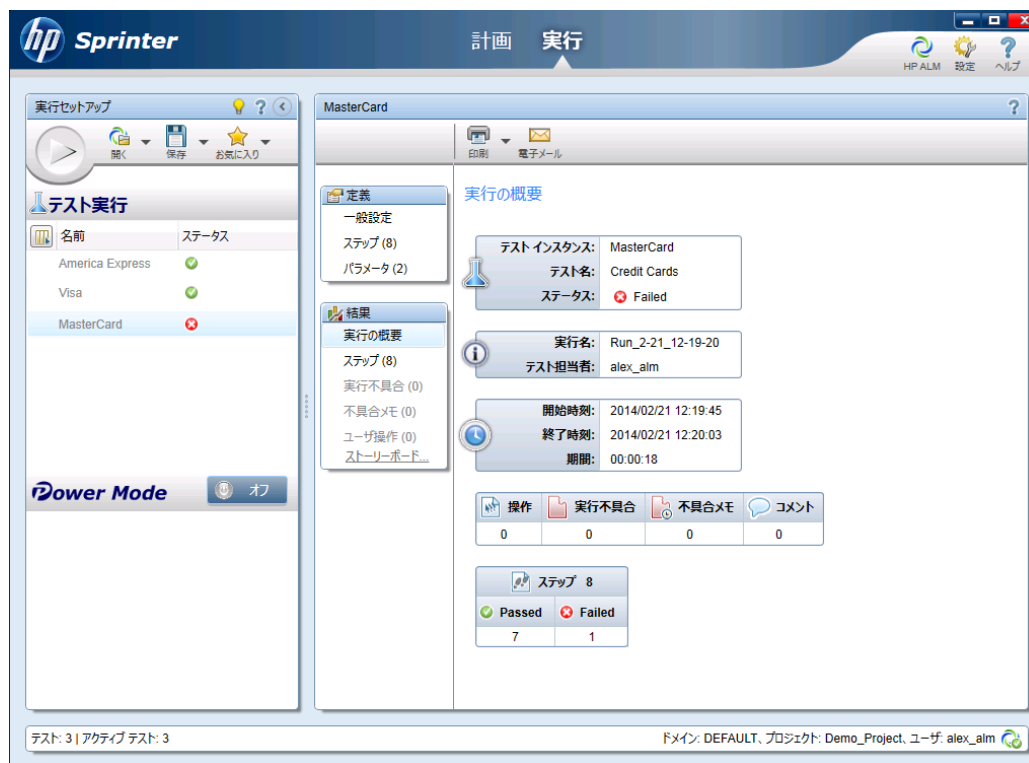 hp Sprinter
計画 実行
HP ALM 設定 ヘルプ
実行セットアップ
開く 保存 お気に入り
テスト実行
名前 ステータス
America Express
Visa
MasterCard
Power Mode オフ
MasterCard
印刷 電子メール
定義
一般設定
ステップ (8)
パラメータ (2)
結果
実行の概要
ステップ (8)
実行不具合 (0)
不具合メモ (0)
ユーザ操作 (0)
ストーリーボード...
実行の概要
テスト インスタンス: MasterCard
テスト名: Credit Cards
ステータス: Failed
実行名: Run_2-21_12-19-20
テスト担当者: alex_alm
開始時刻: 2014/02/21 12:19:45
終了時刻: 2014/02/21 12:20:03
期間: 00:00:18
操作 実行不具合 不具合メモ コメント
0 0 0 0
ステップ 8
Passed Failed
7 1
テスト: 3 | アクティブ テスト: 3
ドメイン: DEFAULT、プロジェクト: Demo_Project、ユーザ: alex_alm